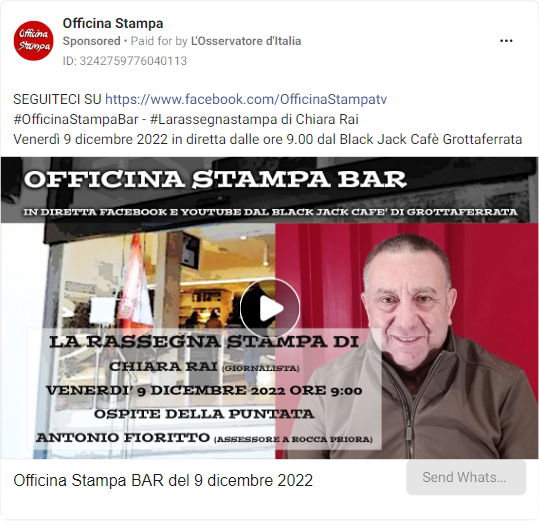 Officina Stampa
Officina
Stampa
Sponsored • Paid for by L'Osservatore d'Italia
ID: 3242759776040113
SEGUITECI SU https://www.facebook.com/OfficinaStampatv
#OfficinaStampaBar - #Larassegnastampa di Chiara Rai
Venerdì 9 dicembre 2022 in diretta dalle ore 9.00 dal Black Jack Cafè Grottaferrata
OFFICINA STAMPA BAR
IN DIRETTA FACEBOOK E YOUTUBE DAL BLACK JACK CAFE' DI GROTTAFERRATA
LA RASSEGNA STAMPA DI
CHIARA RAI (GIORNALISTA)
VENERDI' 9 DICEMBRE 2022 ORE 9:00
OSPITE DELLA PUNTATA
ANTONIO FIORITTO (ASSESSORE A ROCCA PRIORA)
Officina Stampa BAR del 9 dicembre 2022
Send Whats...